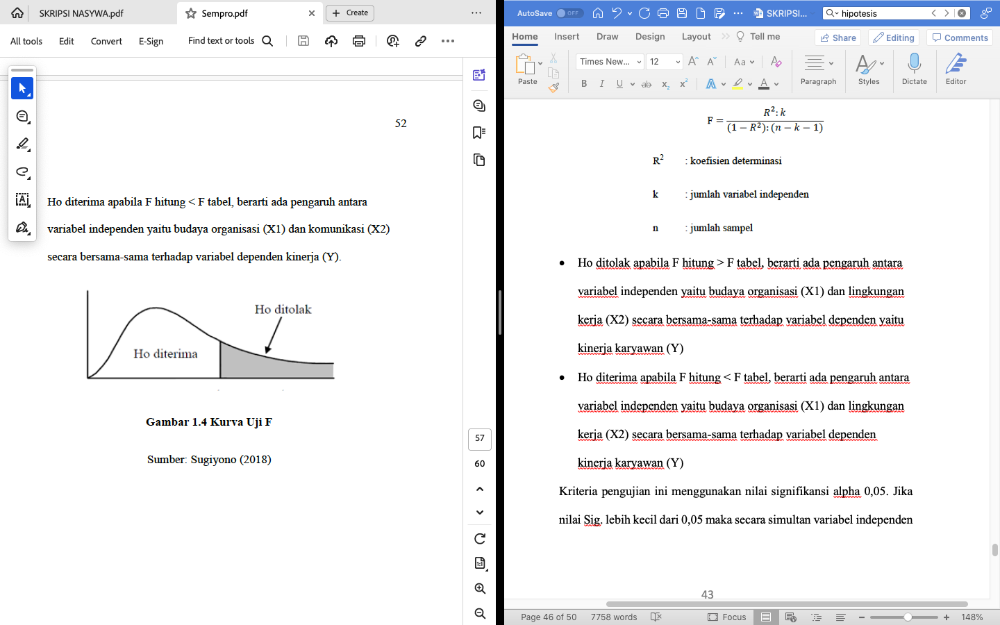 SKRIPSI NASYWA.pdf
Sempro.pdf
Create
All tools
Edit
Convert
E-Sign
Find text or tools
52
Ho diterima apabila F hitung < F tabel, berarti ada pengaruh antara
variabel independen yaitu budaya organisasi (X1) dan komunikasi (X2)
secara bersama-sama terhadap variabel dependen kinerja (Y).
Ho ditolak
Ho diterima
Gambar 1.4 Kurva Uji F
Sumber: Sugiyono (2018)
57
60
1:1
AutoSave OFF
SKRIPSI...
hipotesis
Home
Insert
Draw
Design
Layout
Tell me
Share
Editing
Comments
Paste
Times New...
12
Aa
B I U ab x₂ x²
Paragraph
Styles
Dictate
Editor
F = R²: k / (1 − R²): (n − k − 1)
R² : koefisien determinasi
k : jumlah variabel independen
n : jumlah sampel
• Ho ditolak apabila F hitung > F tabel, berarti ada pengaruh antara
variabel independen yaitu budaya organisasi (X1) dan lingkungan
kerja (X2) secara bersama-sama terhadap variabel dependen yaitu
kinerja karyawan (Y)
• Ho diterima apabila F hitung < F tabel, berarti ada pengaruh antara
variabel independen yaitu budaya organisasi (X1) dan lingkungan
kerja (X2) secara bersama-sama terhadap variabel dependen
kinerja karyawan (Y)
Kriteria pengujian ini menggunakan nilai signifikansi alpha 0,05. Jika
nilai Sig. lebih kecil dari 0,05 maka secara simultan variabel independen
43
Page 46 of 50
7758 words
Focus
148%